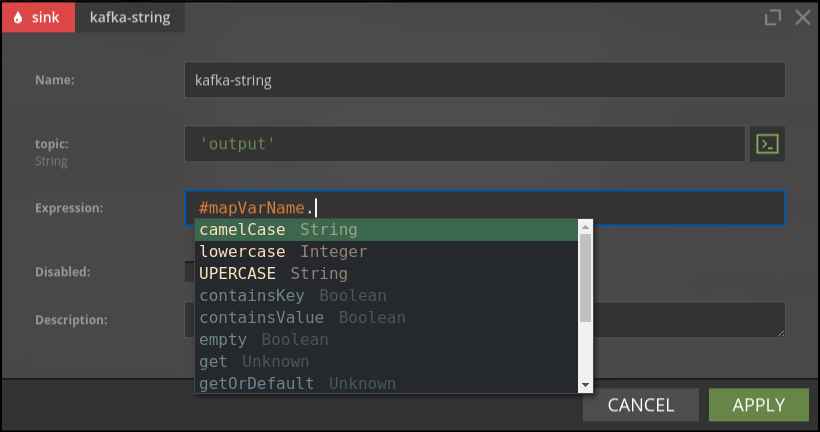 sink kafka-string
Name: kafka-string
topic: 'output'
String
Expression: #mapVarName.
camelCase String
lowercase Integer
Disabled:
UPERCASE String
containsKey Boolean
Description:
containsValue Boolean
empty Boolean
get Unknown
getOrDefault Unknown
CANCEL APPLY